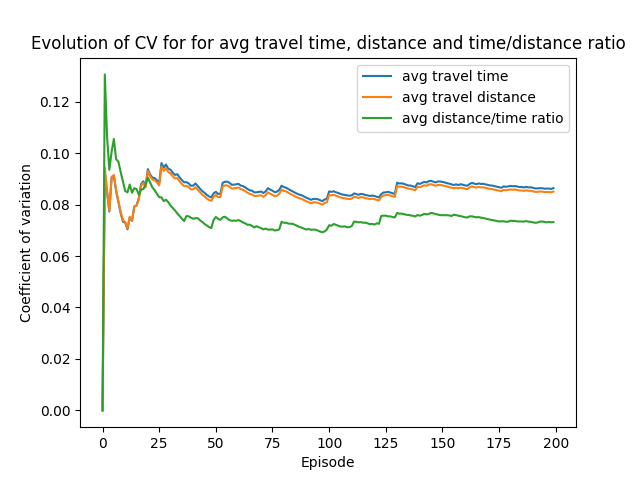 Evolution of CV for for avg travel time, distance and time/distance ratio
avg travel time
avg travel distance
avg distance/time ratio
Coefficient of variation
0.12
0.10
0.08
0.06
0.04
0.02
0.00
0 25 50 75 100 125 150 175 200
Episode